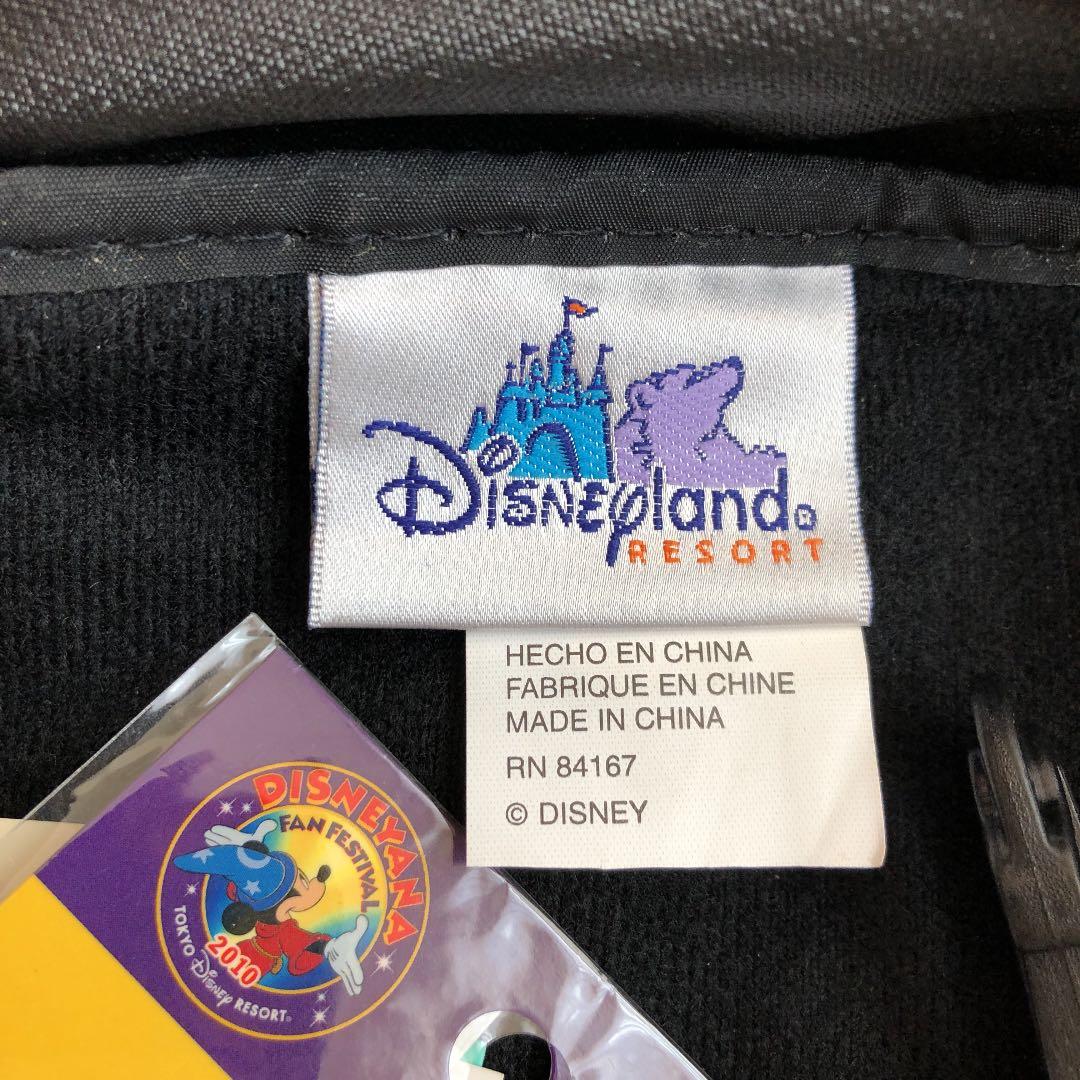 Disneyland®
RESORT
HECHO EN CHINA
FABRIQUE EN CHINE
MADE IN CHINA
RN 84167
© DISNEY
DISNEYANA
FAN FESTIVAL
2010
TOKYO Disney RESORT®